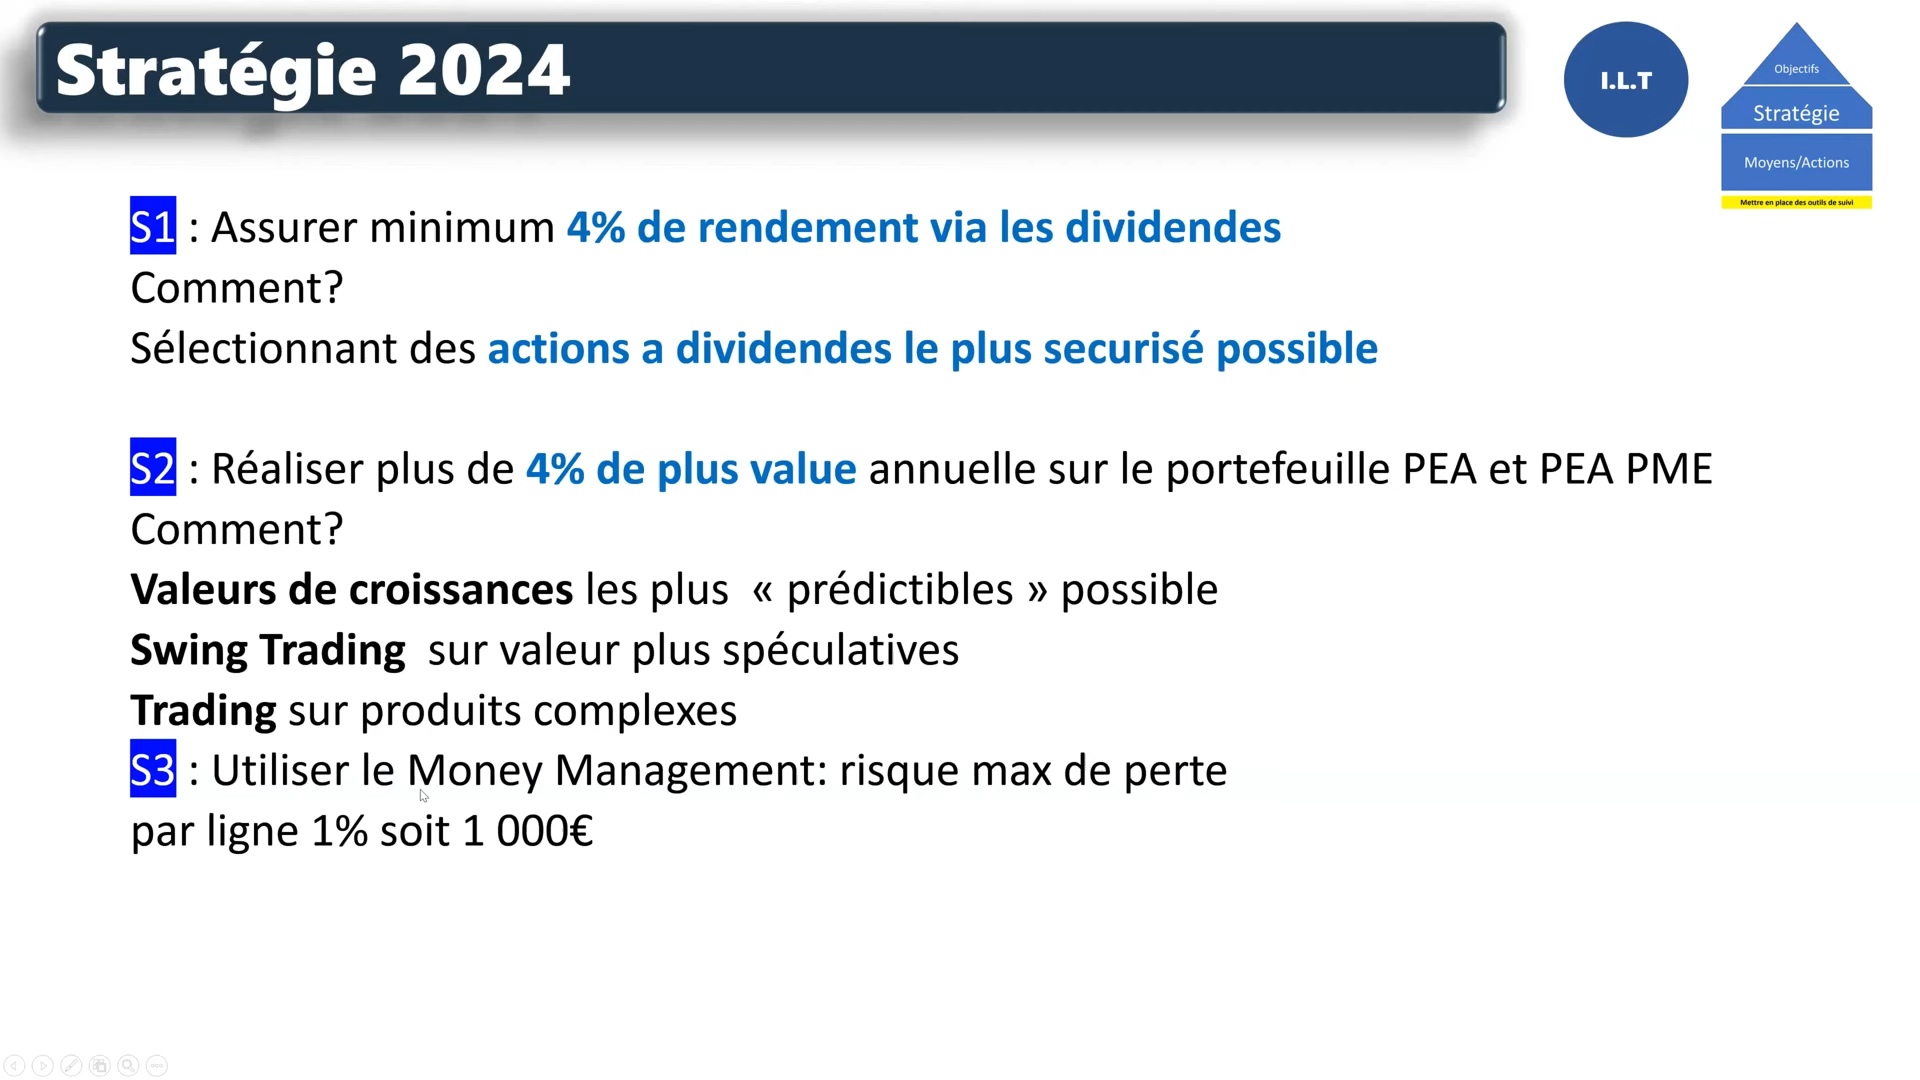 Stratégie 2024
I.L.T
Objectifs
Stratégie
Moyens/Actions
Mettre en place des outils de suivi
S1 : Assurer minimum 4% de rendement via les dividendes
Comment?
Sélectionnant des actions a dividendes le plus securisé possible
S2 : Réaliser plus de 4% de plus value annuelle sur le portefeuille PEA et PEA PME
Comment?
Valeurs de croissances les plus « prédictibles » possible
Swing Trading sur valeur plus spéculatives
Trading sur produits complexes
S3 : Utiliser le Money Management: risque max de perte
par ligne 1% soit 1 000€